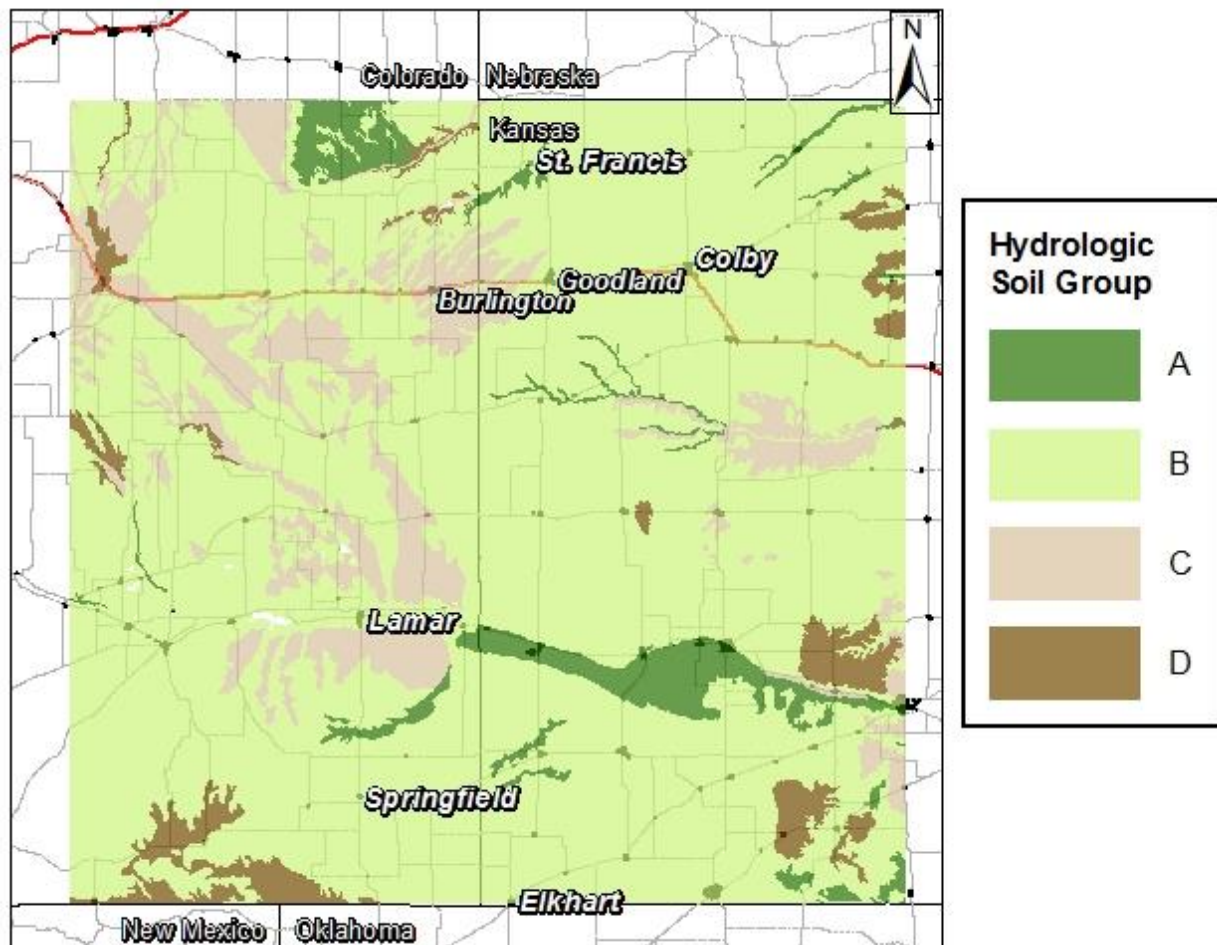 N
Colorado Nebraska
Kansas
St. Francis
Colby
Goodland
Burlington
Lamar
Springfield
Elkhart
New Mexico Oklahoma
Hydrologic
Soil Group
A
B
C
D